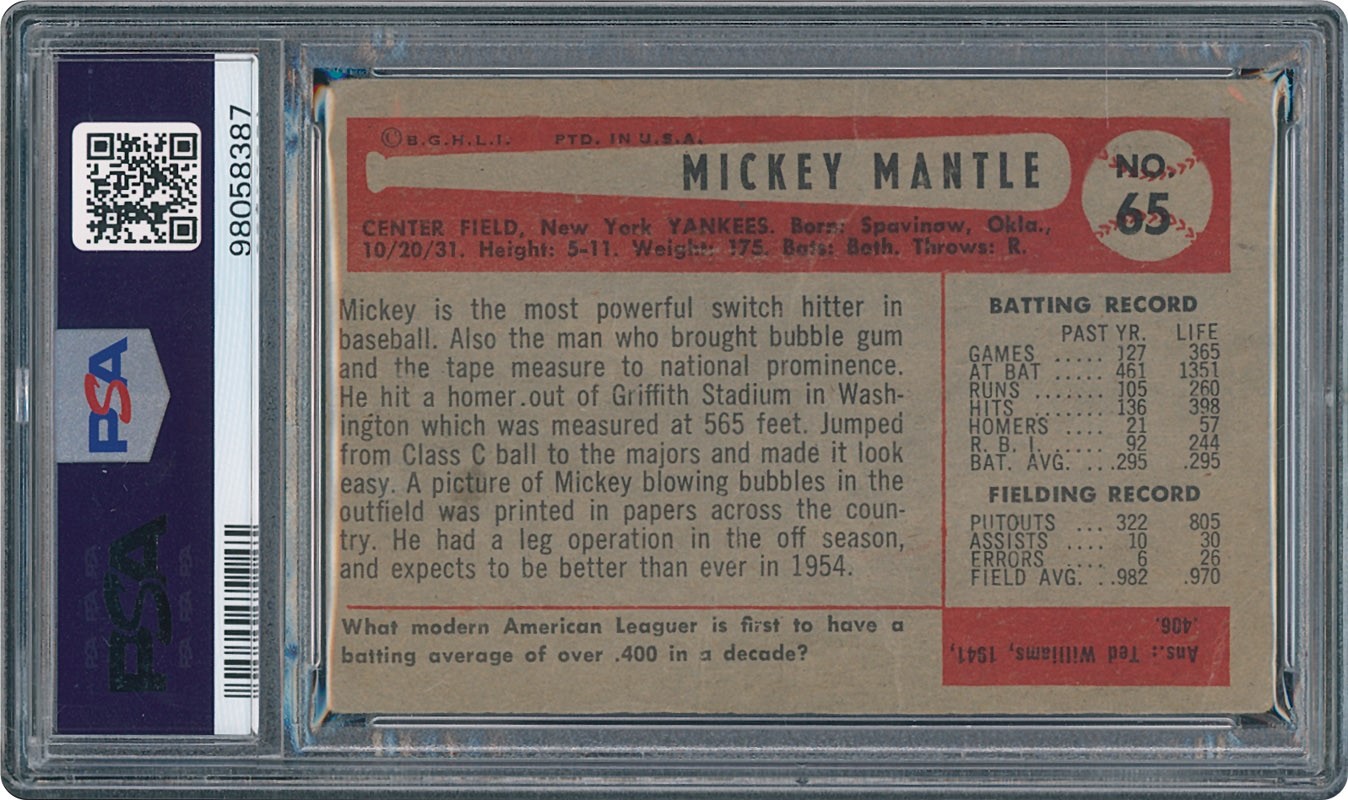 98058387
PSA
PSA
© B.G.H.L.I. PTD. IN U.S.A.
MICKEY MANTLE
NO.
65
CENTER FIELD, New York YANKEES. Born: Spavinaw, Okla.,
10/20/31. Height: 5-11. Weight: 175. Bats: Both. Throws: R.
Mickey is the most powerful switch hitter in
baseball. Also the man who brought bubble gum
and the tape measure to national prominence.
He hit a homer out of Griffith Stadium in Wash-
ington which was measured at 565 feet. Jumped
from Class C ball to the majors and made it look
easy. A picture of Mickey blowing bubbles in the
outfield was printed in papers across the coun-
try. He had a leg operation in the off season,
and expects to be better than ever in 1954.
What modern American Leaguer is first to have a
batting average of over .400 in a decade?
BATTING RECORD
PAST YR. LIFE
GAMES ..... 127 365
AT BAT ..... 461 1351
RUNS ....... 105 260
HITS ....... 136 398
HOMERS .... 21 57
R. B. I. .... 92 244
BAT. AVG. ...295 .295
FIELDING RECORD
PUTOUTS ... 322 805
ASSISTS .... 10 30
ERRORS .... 6 26
FIELD AVG. ..982 .970
Ans.: Ted Williams, 1941,
.406.